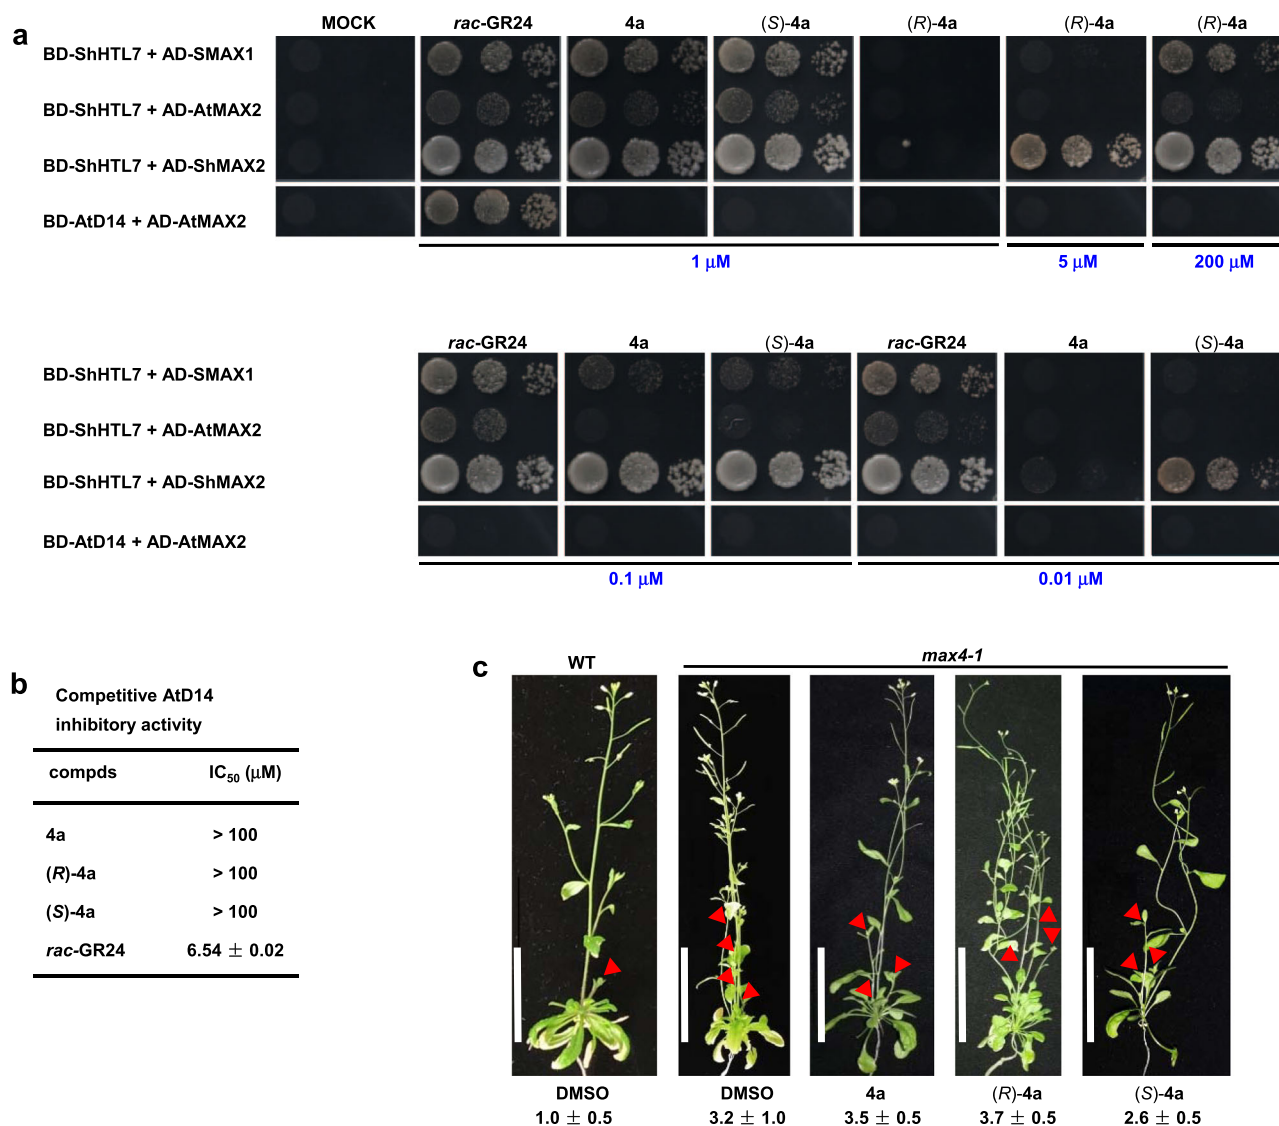 a
MOCK rac-GR24 4a (S)-4a (R)-4a (R)-4a (R)-4a
BD-ShHTL7 + AD-SMAX1
BD-ShHTL7 + AD-AtMAX2
BD-ShHTL7 + AD-ShMAX2
BD-AtD14 + AD-AtMAX2
1 μM 5 μM 200 μM
rac-GR24 4a (S)-4a rac-GR24 4a (S)-4a
BD-ShHTL7 + AD-SMAX1
BD-ShHTL7 + AD-AtMAX2
BD-ShHTL7 + AD-ShMAX2
BD-AtD14 + AD-AtMAX2
0.1 μM 0.01 μM
b
Competitive AtD14
inhibitory activity
compds IC50 (μM)
4a > 100
(R)-4a > 100
(S)-4a > 100
rac-GR24 6.54 ± 0.02
c
WT max4-1
DMSO DMSO 4a (R)-4a (S)-4a
1.0 ± 0.5 3.2 ± 1.0 3.5 ± 0.5 3.7 ± 0.5 2.6 ± 0.5